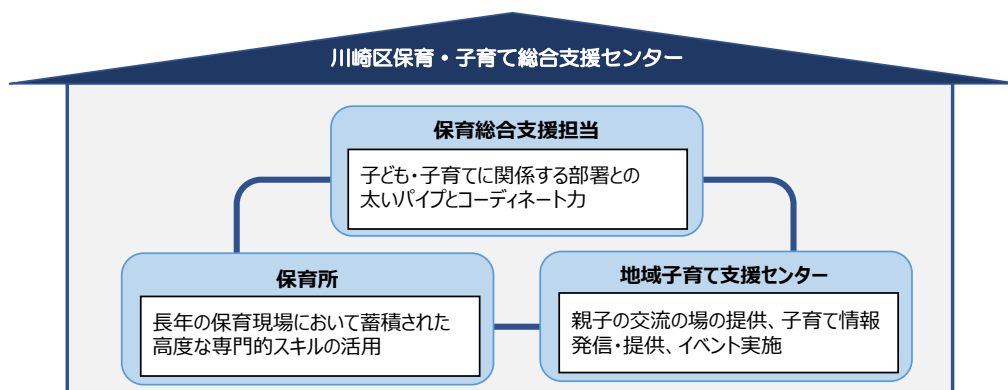 川崎区保育・子育て総合支援センター
保育総合支援担当
子ども・子育てに関係する部署との
太いパイプとコーディネート力
保育所
長年の保育現場において蓄積された
高度な専門的スキルの活用
地域子育て支援センター
親子の交流の場の提供、子育て情報
発信・提供、イベント実施